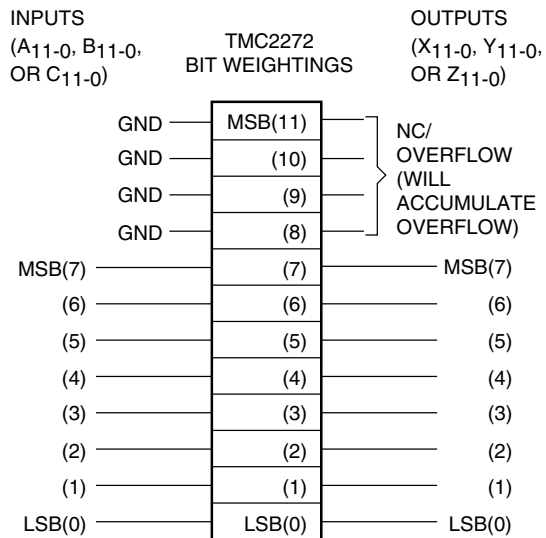 INPUTS
(A11-0, B11-0,
OR C11-0)
TMC2272
BIT WEIGHTINGS
OUTPUTS
(X11-0, Y11-0,
OR Z11-0)
GND MSB(11)
GND (10)
GND (9)
GND (8)
NC/
OVERFLOW
(WILL
ACCUMULATE
OVERFLOW)
MSB(7) (7) MSB(7)
(6) (6) (6)
(5) (5) (5)
(4) (4) (4)
(3) (3) (3)
(2) (2) (2)
(1) (1) (1)
LSB(0) LSB(0) LSB(0)